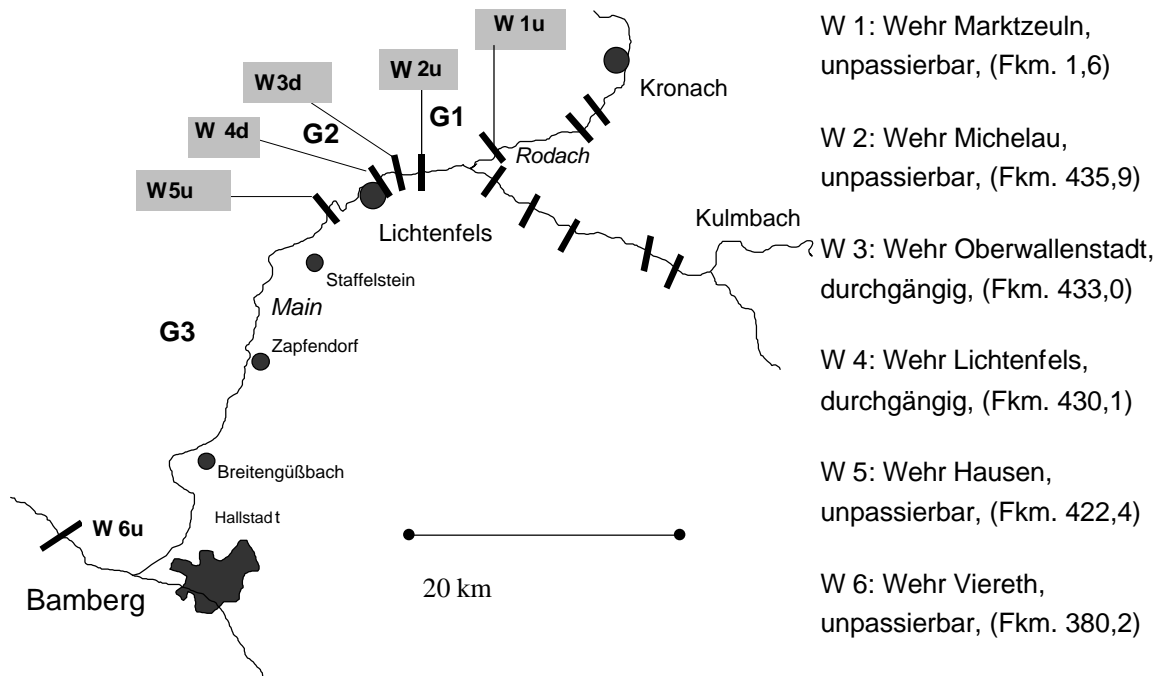 W 1u
W 2u
W3d
G1
G2
W 4d
W5u
Kronach
Rodach
Kulmbach
Lichtenfels
Staffelstein
Main
G3
Zapfendorf
Breitengüßbach
Hallstadt
W 6u
Bamberg
20 km
W 1: Wehr Marktzeuln,
unpassierbar, (Fkm. 1,6)
W 2: Wehr Michelau,
unpassierbar, (Fkm. 435,9)
W 3: Wehr Oberwallenstadt,
durchgängig, (Fkm. 433,0)
W 4: Wehr Lichtenfels,
durchgängig, (Fkm. 430,1)
W 5: Wehr Hausen,
unpassierbar, (Fkm. 422,4)
W 6: Wehr Viereth,
unpassierbar, (Fkm. 380,2)